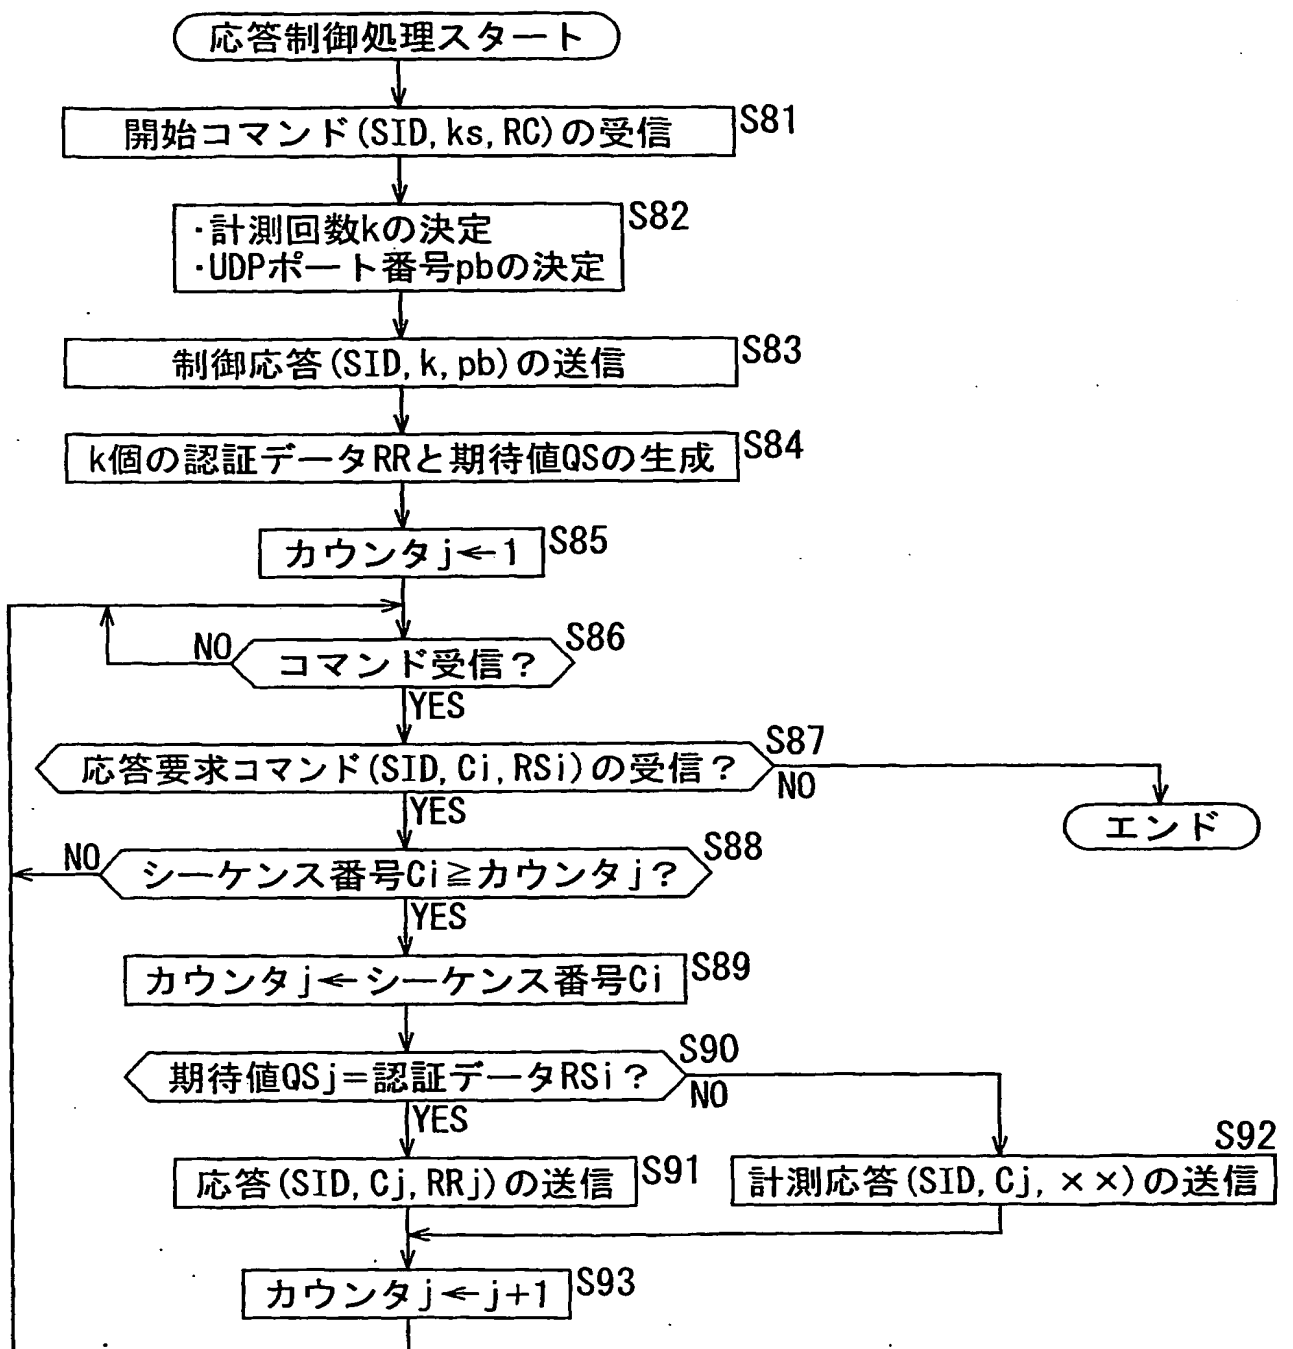 応答制御処理スタート
開始コマンド(SID,ks,RC)の受信
S81
・計測回数kの決定
・UDPポート番号pbの決定
S82
制御応答(SID,k,pb)の送信
S83
k個の認証データRRと期待値QSの生成
S84
カウンタj←1
S85
NO
コマンド受信？
S86
YES
応答要求コマンド(SID,Ci,RSi)の受信？
S87
NO
YES
エンド
NO
シーケンス番号Ci≧カウンタj？
S88
YES
カウンタj←シーケンス番号Ci
S89
期待値QSj=認証データRSi？
S90
NO
YES
応答(SID,Cj,RRj)の送信
S91
計測応答(SID,Cj,××)の送信
S92
カウンタj←j+1
S93